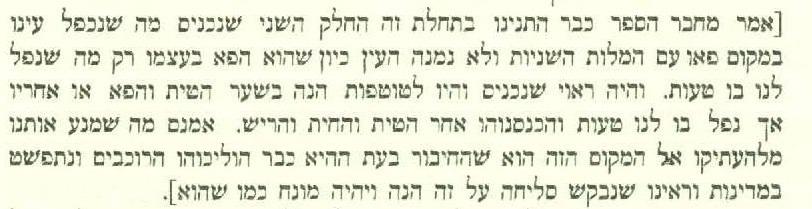 [אמר מחבר הספר כבר התנינו בתחלת זה החלק השני שנכנים מה שנכפל עינו
במקום פאו עם המלות השניות ולא נמנה העין כיון שהוא הפא בעצמו רק מה שנפל
לנו בו טעות. והיה ראוי שנכניס והיו לטוטפות הנה בשער הטית והפא או אחריו
אך נפל בו לנו טעות והכנסנוהו אחר הטית והחית והריש. אמנם מה שמנע אותנו
מלהעתיקו אל המקום הזה הוא שהחיבור בעת ההיא כבר הוליכוהו הרוכבים ונתפשט
במדינות וראינו שנבקש סליחה על זה הנה ויהיה מונח כמו שהוא].